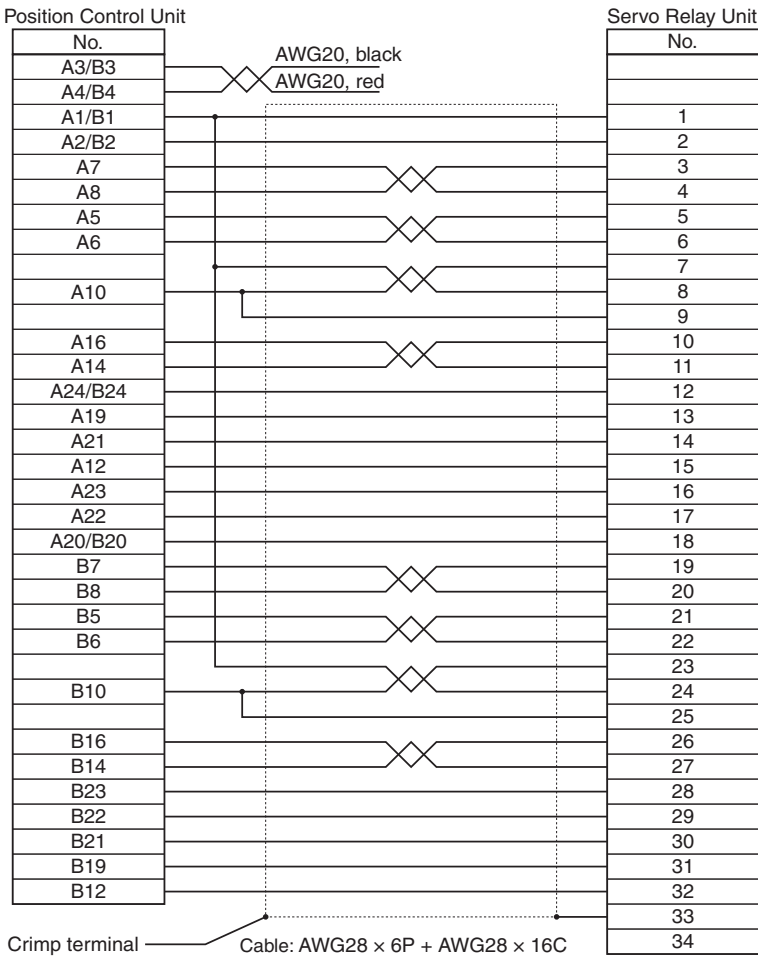 Position Control Unit Servo Relay Unit
No. No.
A3/B3 AWG20, black
A4/B4 AWG20, red
A1/B1 1
A2/B2 2
A7 3
A8 4
A5 5
A6 6
7
A10 8
9
A16 10
A14 11
A24/B24 12
A19 13
A21 14
A12 15
A23 16
A22 17
A20/B20 18
B7 19
B8 20
B5 21
B6 22
23
B10 24
25
B16 26
B14 27
B23 28
B22 29
B21 30
B19 31
B12 32
33
Crimp terminal Cable: AWG28 × 6P + AWG28 × 16C 34